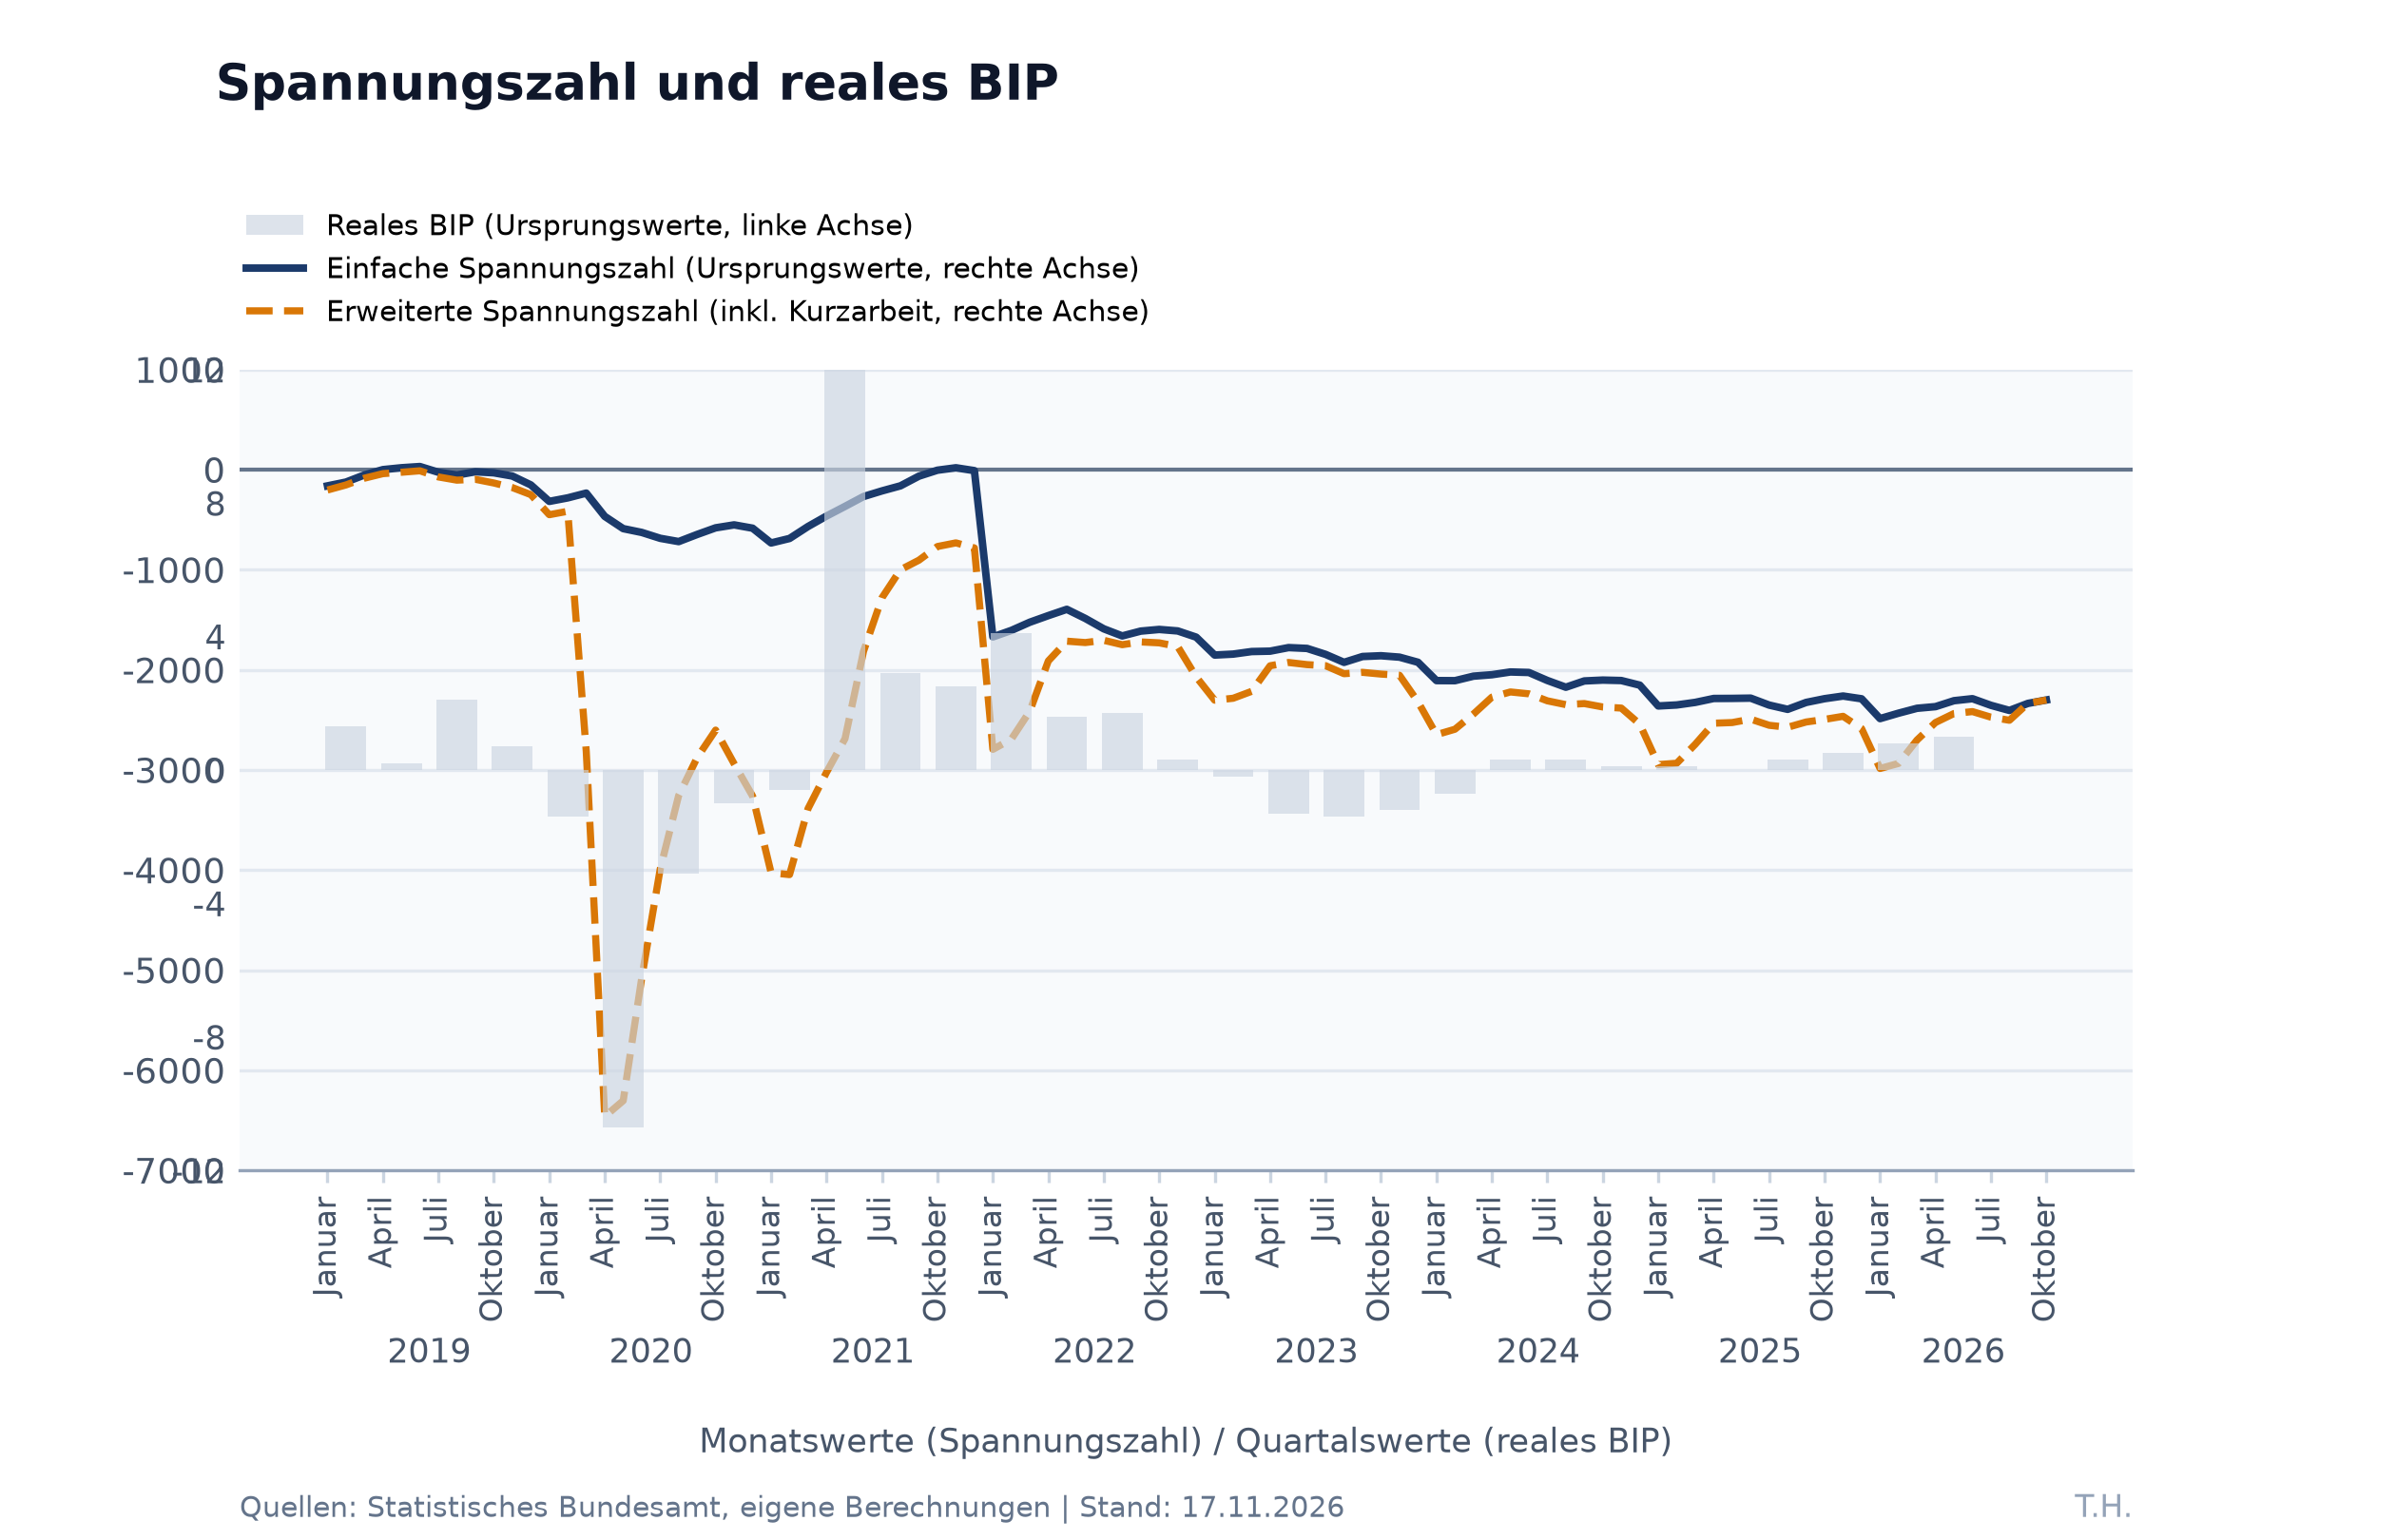 Spannungszahl und reales BIP
Reales BIP (Ursprungswerte, linke Achse)
Einfache Spannungszahl (Ursprungswerte, rechte Achse)
Erweiterte Spannungszahl (inkl. Kurzarbeit, rechte Achse)
1000 12
0
8
-1000
4
-2000
-3000 0
-4000
-4
-5000
-8
-6000
-7000 -12
Januar April Juli Oktober Januar April Juli Oktober Januar April Juli Oktober Januar April Juli Oktober Januar April Juli Oktober Januar April Juli Oktober Januar April Juli Oktober Januar April Juli Oktober
2019 2020 2021 2022 2023 2024 2025 2026
Monatswerte (Spannungszahl) / Quartalswerte (reales BIP)
Quellen: Statistisches Bundesamt, eigene Berechnungen | Stand: 17.11.2026
T.H.